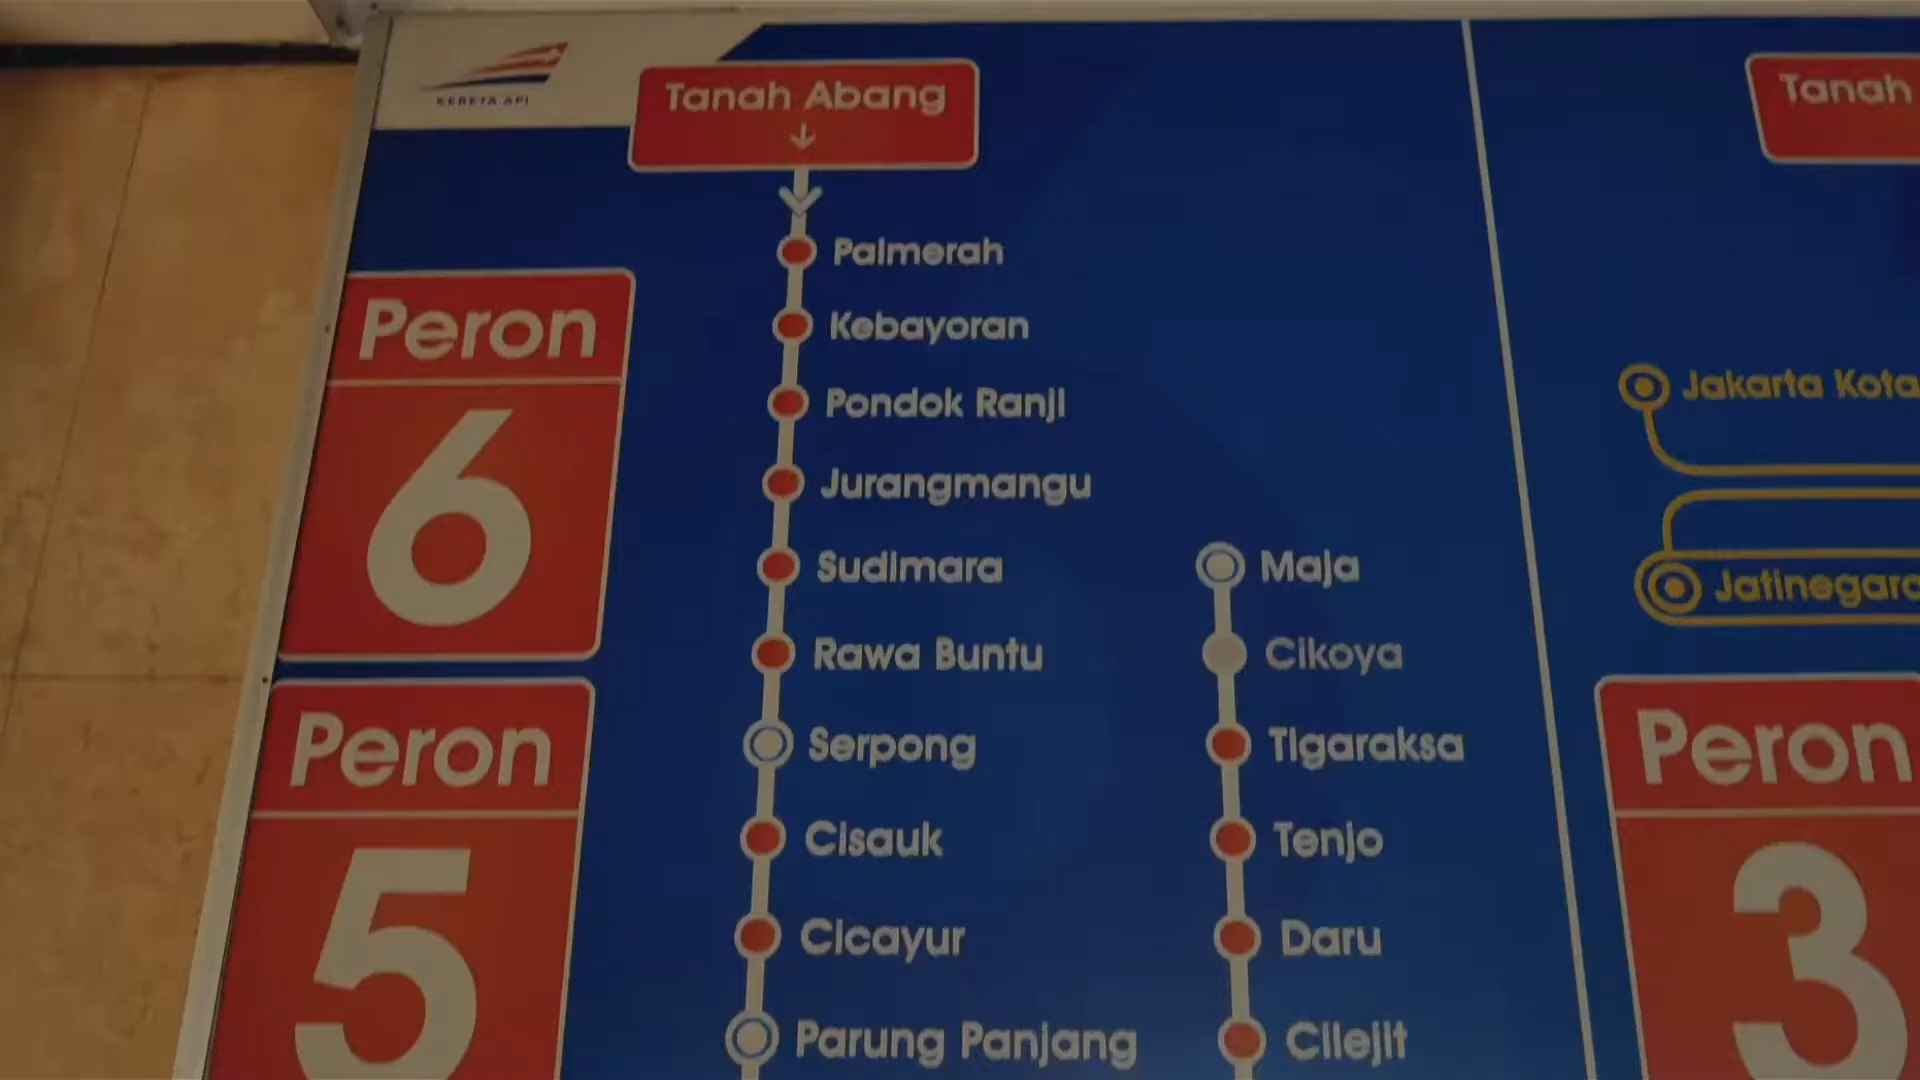 KERETA API
Tanah Abang
Palmerah
Kebayoran
Pondok Ranji
Jurangmangu
Sudimara
Rawa Buntu
Serpong
Cisauk
Cicayur
Parung Panjang
Peron
6
Peron
5
Maja
Cikoya
Tigaraksa
Tenjo
Daru
Cilejit
Tanah
Jakarta Kota
Jatinegara
Peron
3